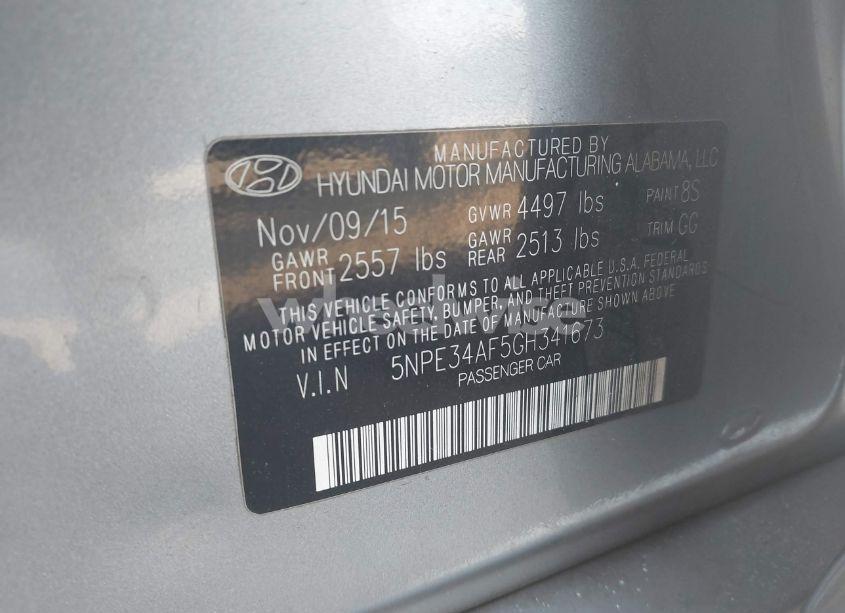 MANUFACTURED BY
HYUNDAI MOTOR MANUFACTURING ALABAMA, LLC
Nov/09/15 GVWR 4497 lbs PAINT 8S
GAWR FRONT 2557 lbs GAWR REAR 2513 lbs TRIM GG
THIS VEHICLE CONFORMS TO ALL APPLICABLE U.S.A. FEDERAL
MOTOR VEHICLE SAFETY, BUMPER, AND THEFT PREVENTION STANDARDS
IN EFFECT ON THE DATE OF MANUFACTURE SHOWN ABOVE
V.I.N
PASSENGER CAR